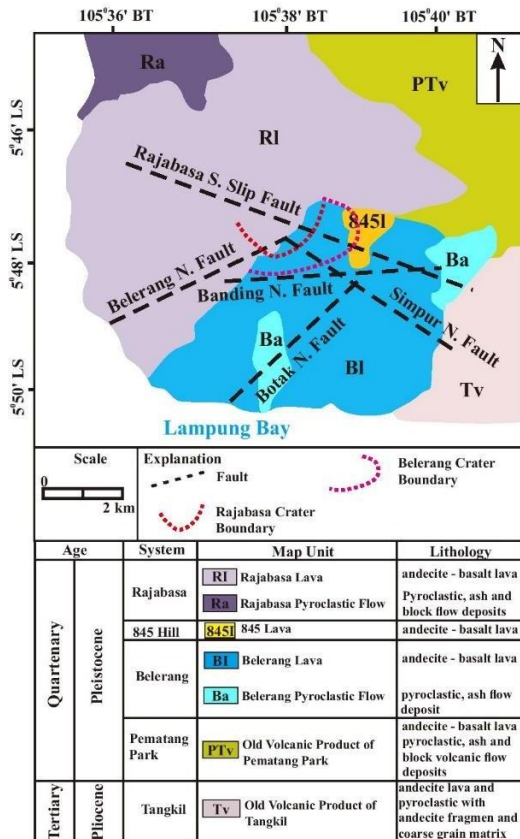 105°36' BT 105°38' BT 105°40' BT
N
Ra
PTv
5°46' LS
Rl
Rajabasa S. Slip Fault
845l
5°48' LS
Ba
Belerang N. Fault
Banding N. Fault
Simpur N. Fault
Ba
Botak N. Fault
Bl
Tv
5°50' LS
Lampung Bay
Scale
0
2 km
Explanation
Fault
Belerang Crater
Boundary
Rajabasa Crater
Boundary
Age System Map Unit Lithology
Quartenary
Pleistocene
Rajabasa
Rl Rajabasa Lava andecite - basalt lava
Ra Rajabasa Pyroclastic Flow Pyroclastic, ash and
block flow deposits
845 Hill 845l 845 Lava andecite - basalt lava
Belerang
Bl Belerang Lava andecite - basalt lava
Ba Belerang Pyroclastic Flow pyroclastic, ash flow
deposit
Pematang
Park
PTv Old Volcanic Product of
Pematang Park
andecite - basalt lava
pyroclastic, ash and
block volcanic flow
deposits
Tertiary
Pliocene
Tangkil
Tv Old Volcanic Product of
Tangkil
andecite lava and
pyroclastic with
andecite fragmen and
coarse grain matrix